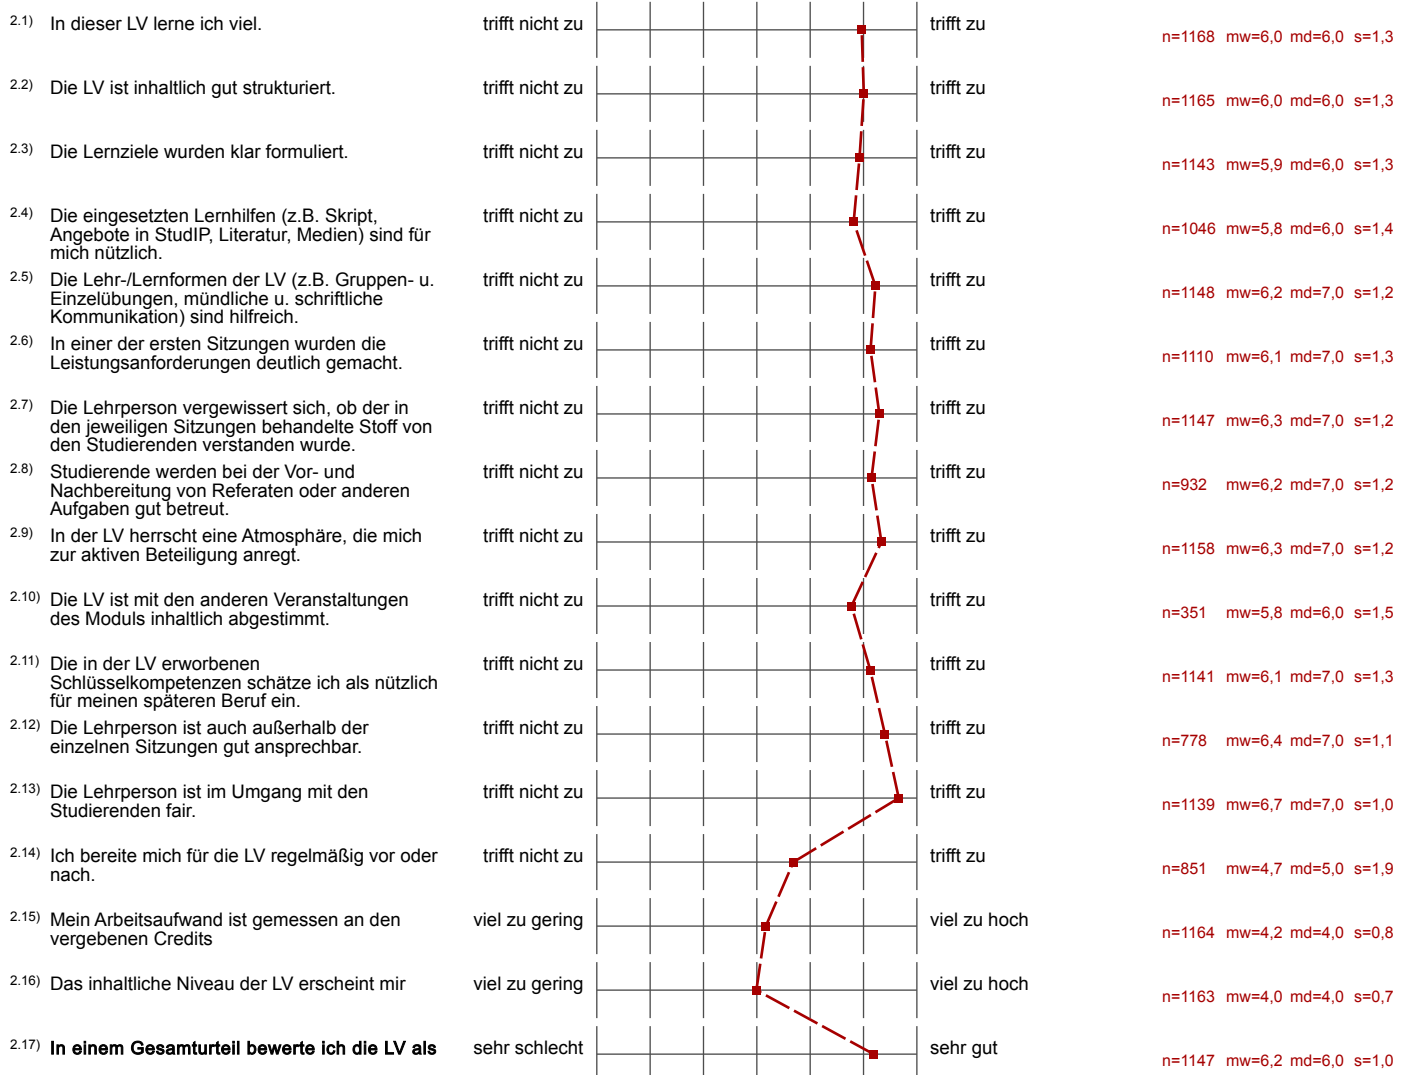 2.1) In dieser LV lerne ich viel. trifft nicht zu trifft zu n=1168 mw=6,0 md=6,0 s=1,3
2.2) Die LV ist inhaltlich gut strukturiert. trifft nicht zu trifft zu n=1165 mw=6,0 md=6,0 s=1,3
2.3) Die Lernziele wurden klar formuliert. trifft nicht zu trifft zu n=1143 mw=5,9 md=6,0 s=1,3
2.4) Die eingesetzten Lernhilfen (z.B. Skript, trifft nicht zu trifft zu n=1046 mw=5,8 md=6,0 s=1,4
Angebote in StudIP, Literatur, Medien) sind für
mich nützlich.
2.5) Die Lehr-/Lernformen der LV (z.B. Gruppen- u. trifft nicht zu trifft zu n=1148 mw=6,2 md=7,0 s=1,2
Einzelübungen, mündliche u. schriftliche
Kommunikation) sind hilfreich.
2.6) In einer der ersten Sitzungen wurden die trifft nicht zu trifft zu n=1110 mw=6,1 md=7,0 s=1,3
Leistungsanforderungen deutlich gemacht.
2.7) Die Lehrperson vergewissert sich, ob der in trifft nicht zu trifft zu n=1147 mw=6,3 md=7,0 s=1,2
den jeweiligen Sitzungen behandelte Stoff von
den Studierenden verstanden wurde.
2.8) Studierende werden bei der Vor- und trifft nicht zu trifft zu n=932 mw=6,2 md=7,0 s=1,2
Nachbereitung von Referaten oder anderen
Aufgaben gut betreut.
2.9) In der LV herrscht eine Atmosphäre, die mich trifft nicht zu trifft zu n=1158 mw=6,3 md=7,0 s=1,2
zur aktiven Beteiligung anregt.
2.10) Die LV ist mit den anderen Veranstaltungen trifft nicht zu trifft zu n=351 mw=5,8 md=6,0 s=1,5
des Moduls inhaltlich abgestimmt.
2.11) Die in der LV erworbenen trifft nicht zu trifft zu n=1141 mw=6,1 md=7,0 s=1,3
Schlüsselkompetenzen schätze ich als nützlich
für meinen späteren Beruf ein.
2.12) Die Lehrperson ist auch außerhalb der trifft nicht zu trifft zu n=778 mw=6,4 md=7,0 s=1,1
einzelnen Sitzungen gut ansprechbar.
2.13) Die Lehrperson ist im Umgang mit den trifft nicht zu trifft zu n=1139 mw=6,7 md=7,0 s=1,0
Studierenden fair.
2.14) Ich bereite mich für die LV regelmäßig vor oder trifft nicht zu trifft zu n=851 mw=4,7 md=5,0 s=1,9
nach.
2.15) Mein Arbeitsaufwand ist gemessen an den viel zu gering viel zu hoch n=1164 mw=4,2 md=4,0 s=0,8
vergebenen Credits
2.16) Das inhaltliche Niveau der LV erscheint mir viel zu gering viel zu hoch n=1163 mw=4,0 md=4,0 s=0,7
2.17) In einem Gesamturteil bewerte ich die LV als sehr schlecht sehr gut n=1147 mw=6,2 md=6,0 s=1,0